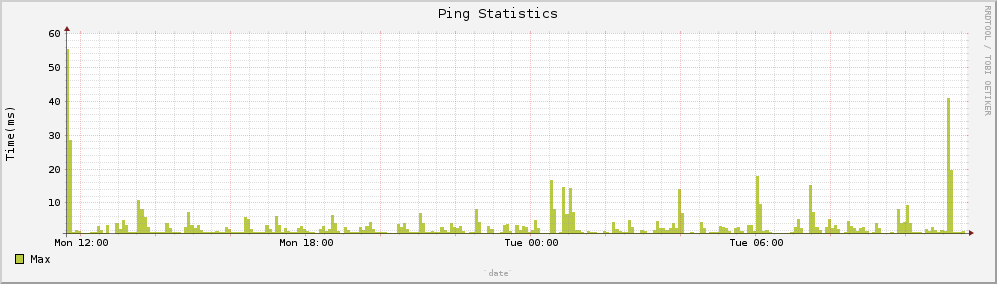 Ping Statistics
RRDTOOL / TOBI OETIKER
Time(ms)
60
50
40
30
20
10
Mon 12:00 Mon 18:00 Tue 00:00 Tue 06:00
Max
`date`